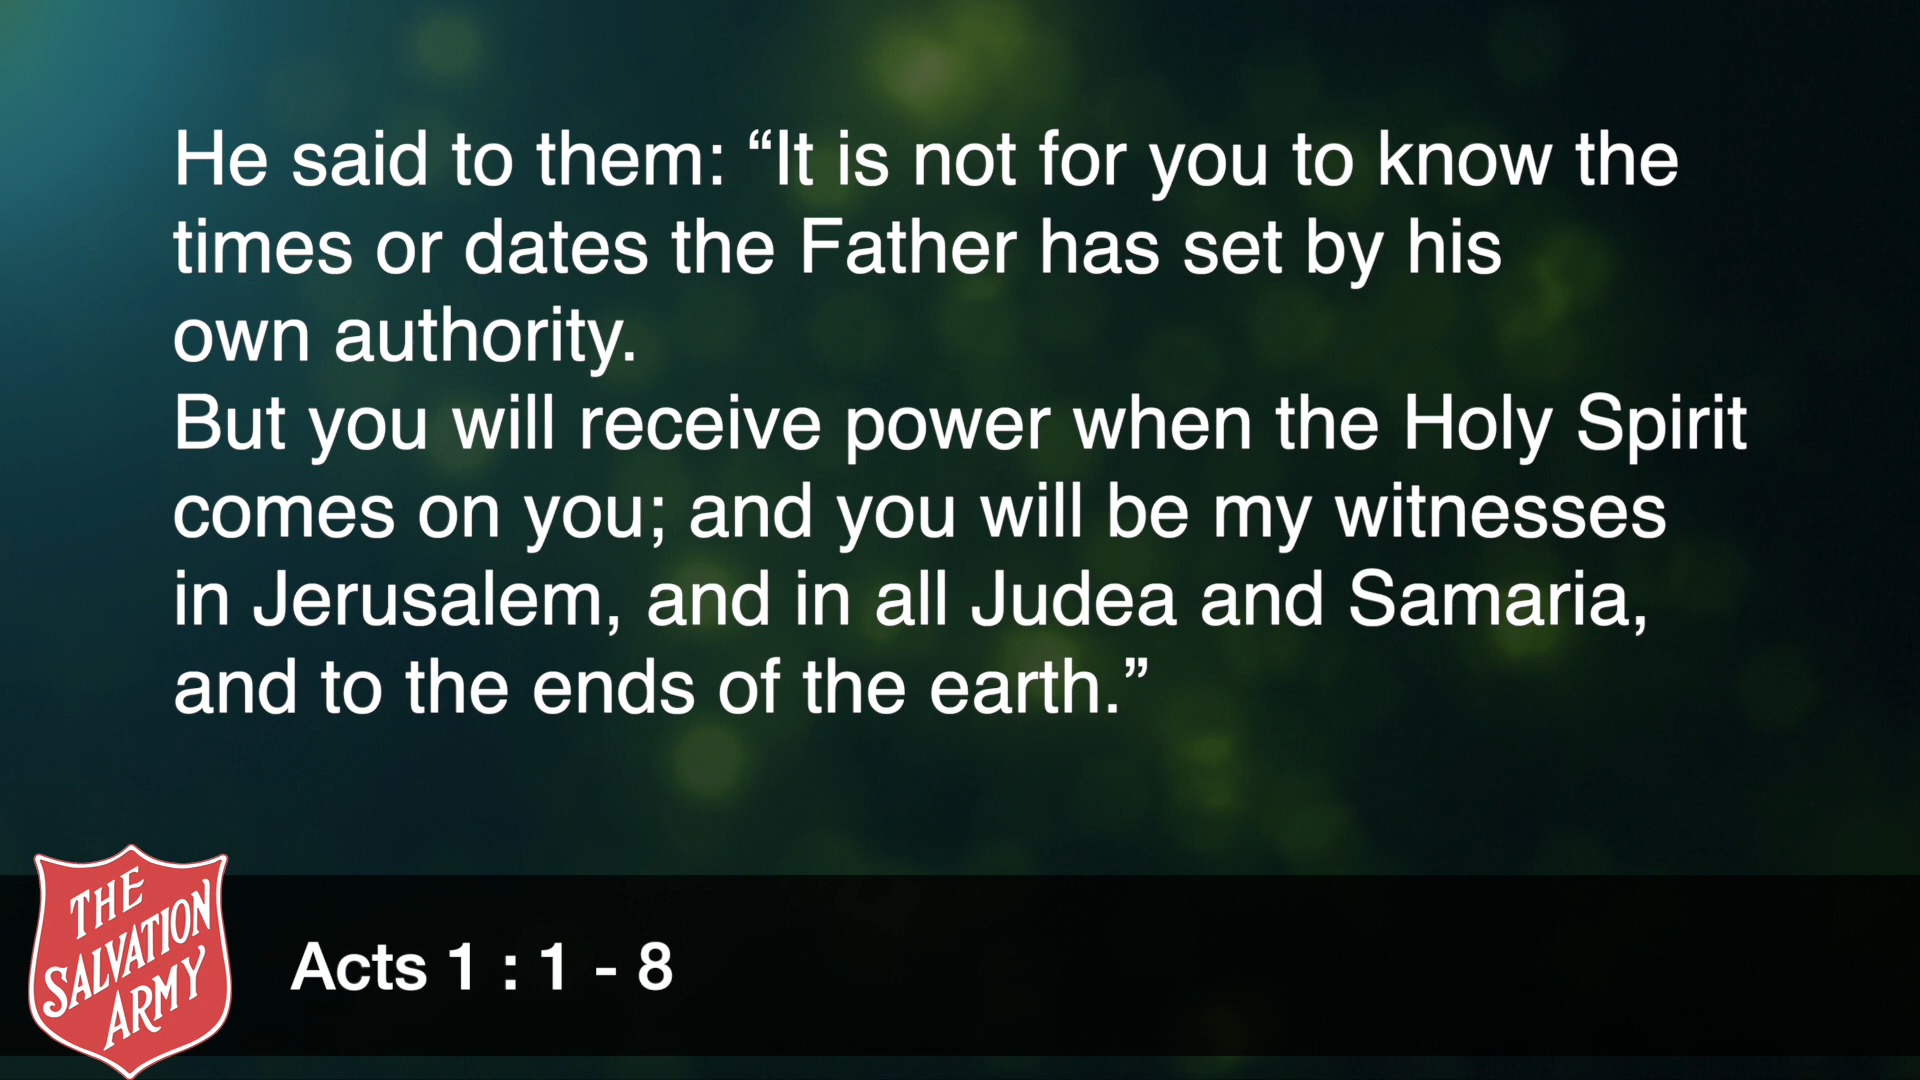 He said to them: “It is not for you to know the
times or dates the Father has set by his
own authority.
But you will receive power when the Holy Spirit
comes on you; and you will be my witnesses
in Jerusalem, and in all Judea and Samaria,
and to the ends of the earth.”
THE
SALVATION
ARMY
Acts 1 : 1 - 8